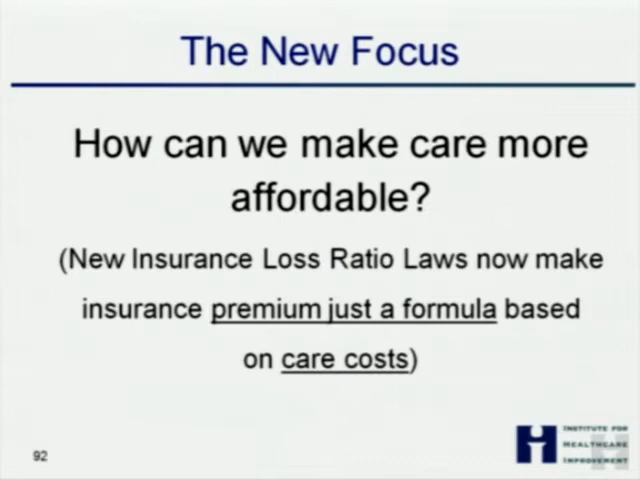 The New Focus
How can we make care more
affordable?
(New Insurance Loss Ratio Laws now make
insurance premium just a formula based
on care costs)
92
INSTITUTE FOR
HEALTHCARE
IMPROVEMENT